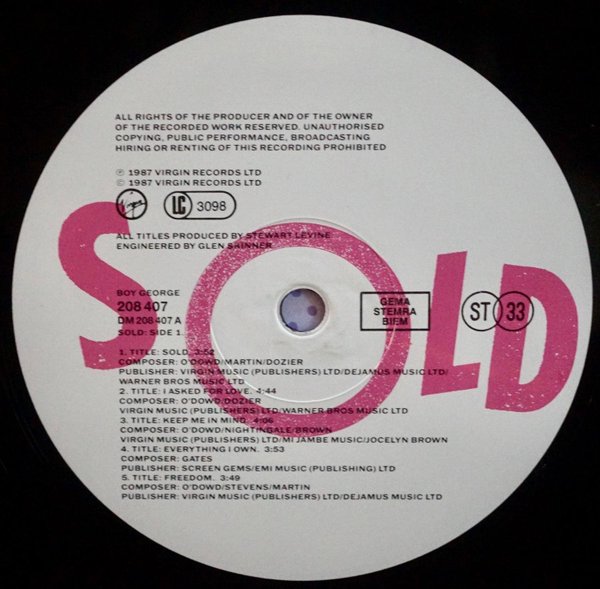 ALL RIGHTS OF THE PRODUCER AND OF THE OWNER
OF THE RECORDED WORK RESERVED. UNAUTHORISED
COPYING, PUBLIC PERFORMANCE, BROADCASTING
HIRING OR RENTING OF THIS RECORDING PROHIBITED
℗ 1987 VIRGIN RECORDS LTD
© 1987 VIRGIN RECORDS LTD
Virgin LC 3098
ALL TITLES PRODUCED BY STEWART LEVINE
ENGINEERED BY GLEN SKINNER
SOLD
BOY GEORGE
208 407
DM 208 407 A
SOLD: SIDE 1.
GEMA
STEMRA
BIEM
ST 33
1. TITLE: SOLD. 3:52
COMPOSER: O'DOWD/MARTIN/DOZIER
PUBLISHER: VIRGIN MUSIC (PUBLISHERS) LTD/DEJAMUS MUSIC LTD/
WARNER BROS MUSIC LTD
2. TITLE: I ASKED FOR LOVE. 4:44
COMPOSER: O'DOWD/DOZIER
VIRGIN MUSIC (PUBLISHERS) LTD/WARNER BROS MUSIC LTD
3. TITLE: KEEP ME IN MIND. 4:06
COMPOSER: O'DOWD/NIGHTINGALE/BROWN
VIRGIN MUSIC (PUBLISHERS) LTD/MIJAMBE MUSIC/JOCELYN BROWN
4. TITLE: EVERYTHING I OWN. 3:53
COMPOSER: GATES
PUBLISHER: SCREEN GEMS/EMI MUSIC (PUBLISHING) LTD
5. TITLE: FREEDOM. 3:49
COMPOSER: O'DOWD/STEVENS/MARTIN
PUBLISHER: VIRGIN MUSIC (PUBLISHERS) LTD/DEJAMUS MUSIC LTD